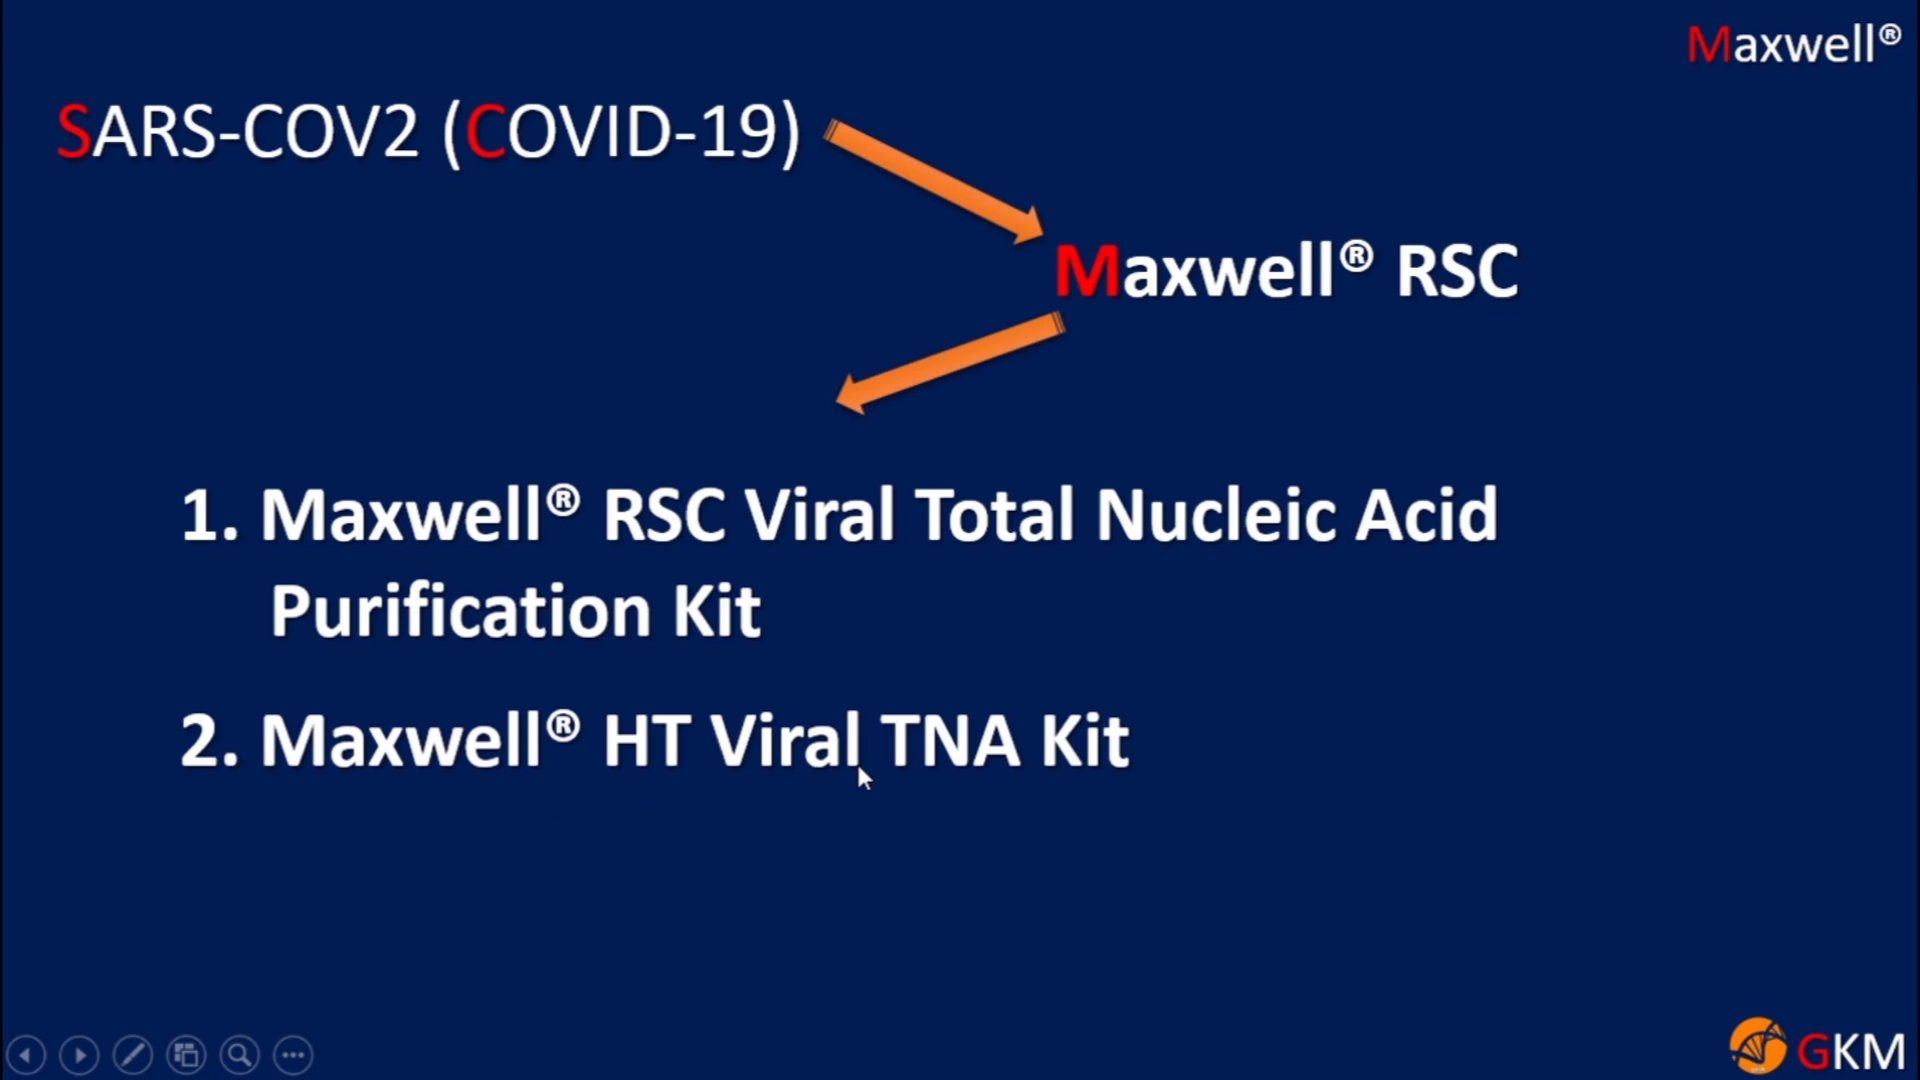 Maxwell®
SARS-COV2 (COVID-19)
Maxwell® RSC
1. Maxwell® RSC Viral Total Nucleic Acid
Purification Kit
2. Maxwell® HT Viral TNA Kit
GKM